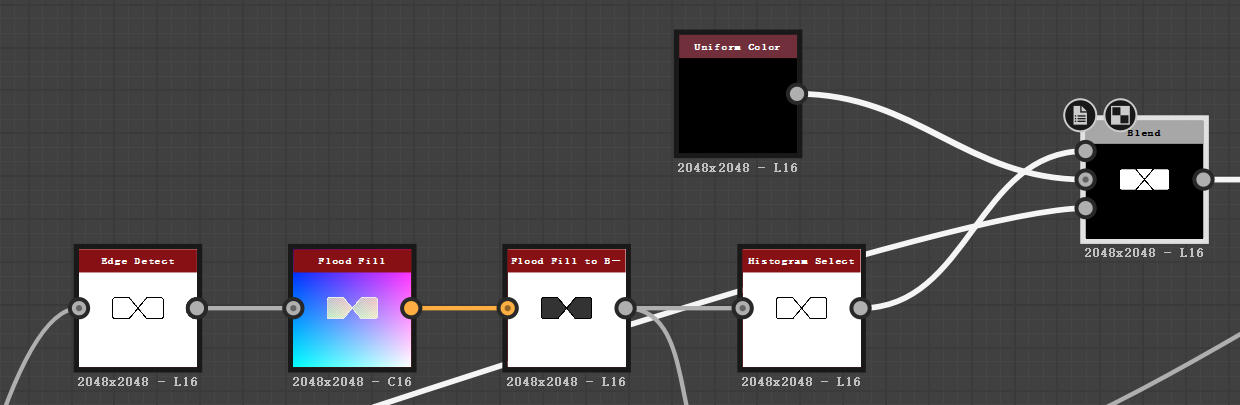 Uniform Color
2048x2048 - L16
Blend
2048x2048 - L16
Edge Detect
2048x2048 - L16
Flood Fill
2048x2048 - C16
Flood Fill to B—
2048x2048 - L16
Histogram Select
2048x2048 - L16